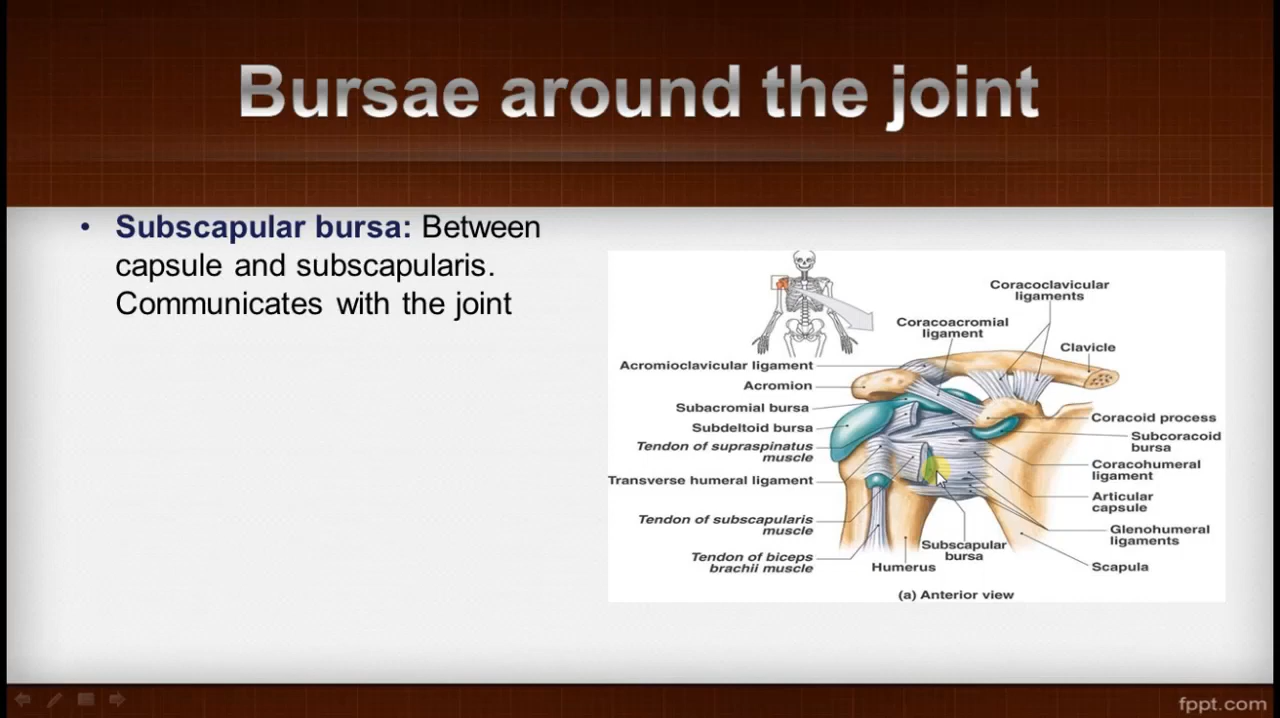 Bursae around the joint
• Subscapular bursa: Between
capsule and subscapularis.
Communicates with the joint
Coracoclavicular
ligaments
Coracoacromial
ligament
Clavicle
Acromioclavicular ligament
Acromion
Subacromial bursa
Subdeltoid bursa
Tendon of supraspinatus
muscle
Transverse humeral ligament
Tendon of subscapularis
muscle
Tendon of biceps
brachii muscle
Humerus
Subscapular
bursa
Coracoid process
Subcoracoid
bursa
Coracohumeral
ligament
Articular
capsule
Glenohumeral
ligaments
Scapula
(a) Anterior view
fppt.com